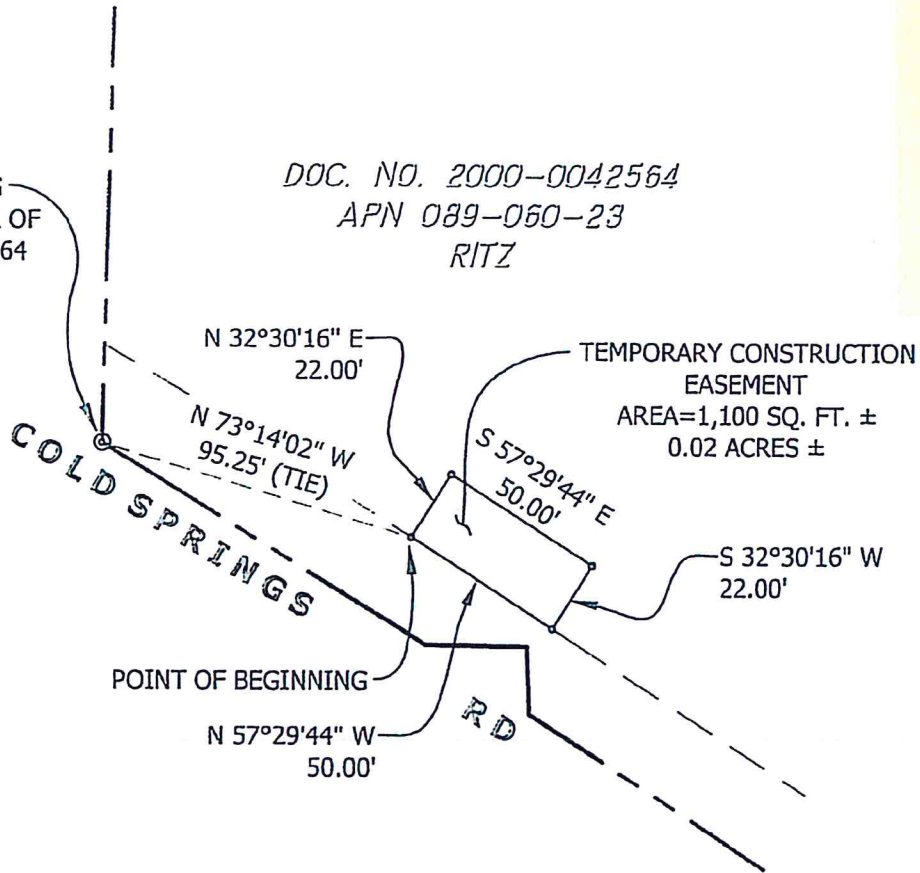 DOC. NO. 2000-0042564
APN 089-060-23
RITZ
OF
64
N 32°30'16" E
22.00'
TEMPORARY CONSTRUCTION
EASEMENT
AREA=1,100 SQ. FT. ±
0.02 ACRES ±
N 73°14'02" W
95.25' (TIE)
S 57°29'44" E
50.00'
COLD SPRINGS
RD
S 32°30'16" W
22.00'
POINT OF BEGINNING
N 57°29'44" W
50.00'